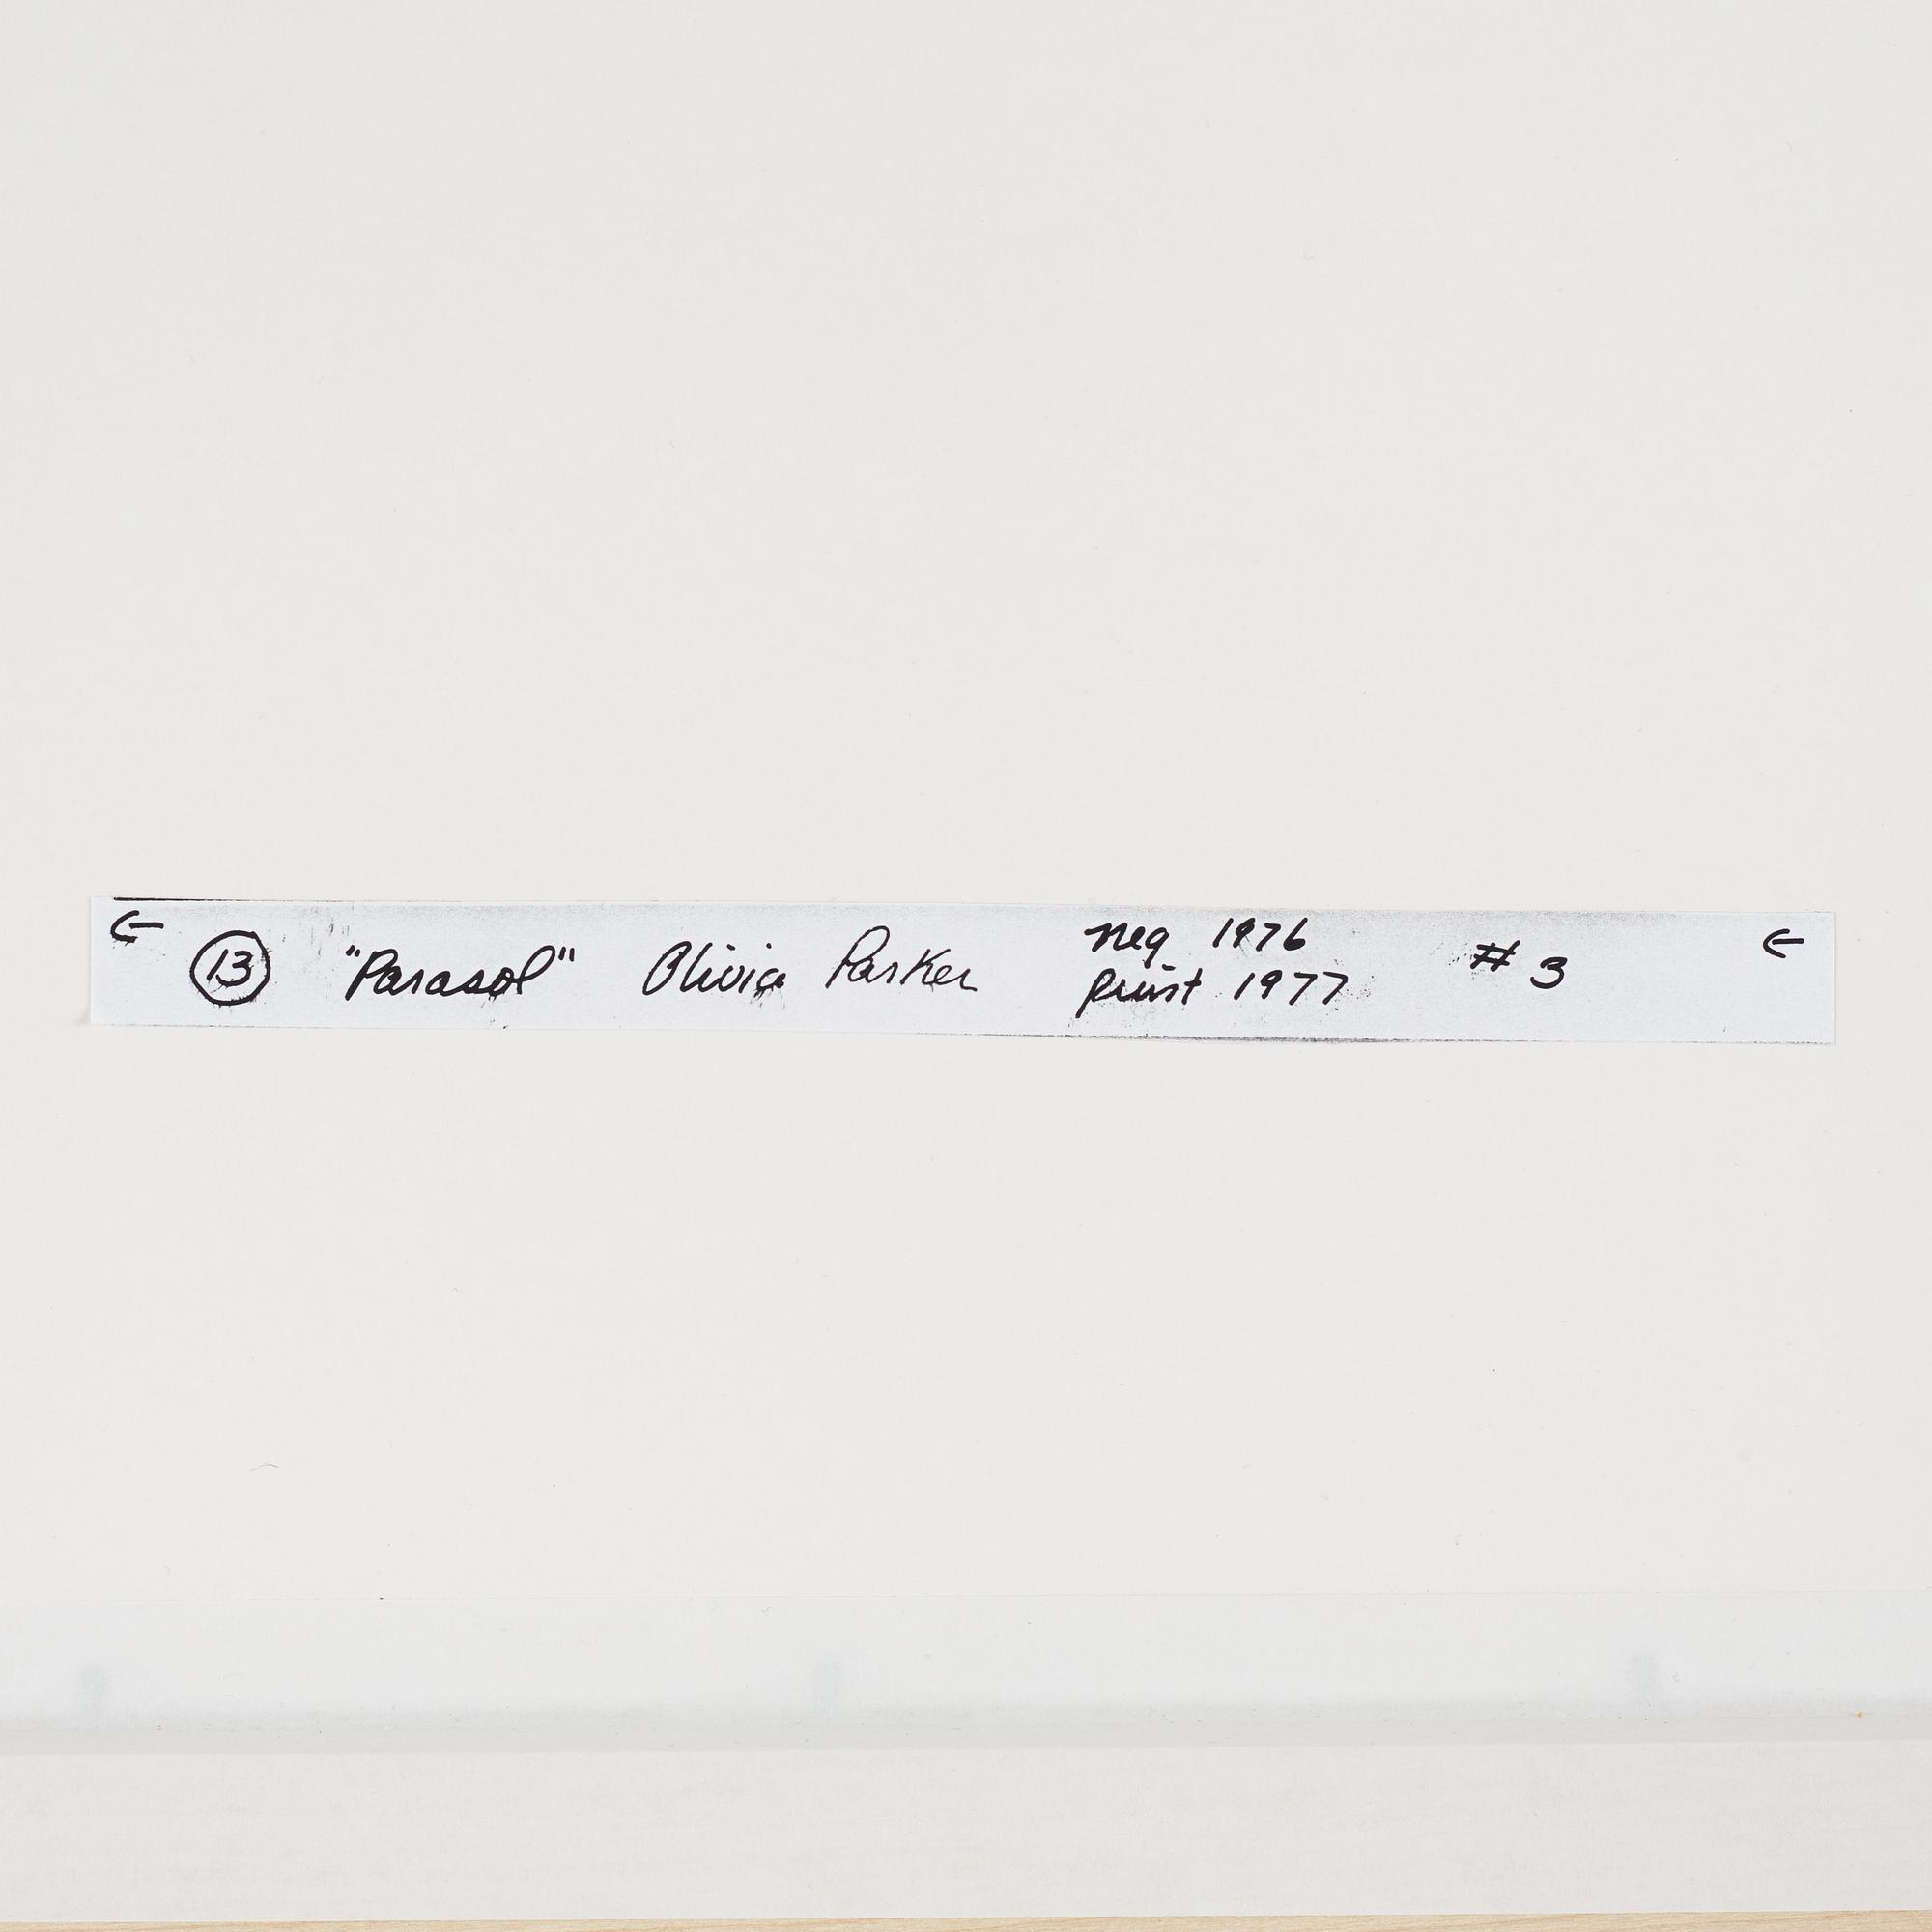 ← 13 "Parasol" Olivia Parker neg 1976 # 3 ←
print 1977